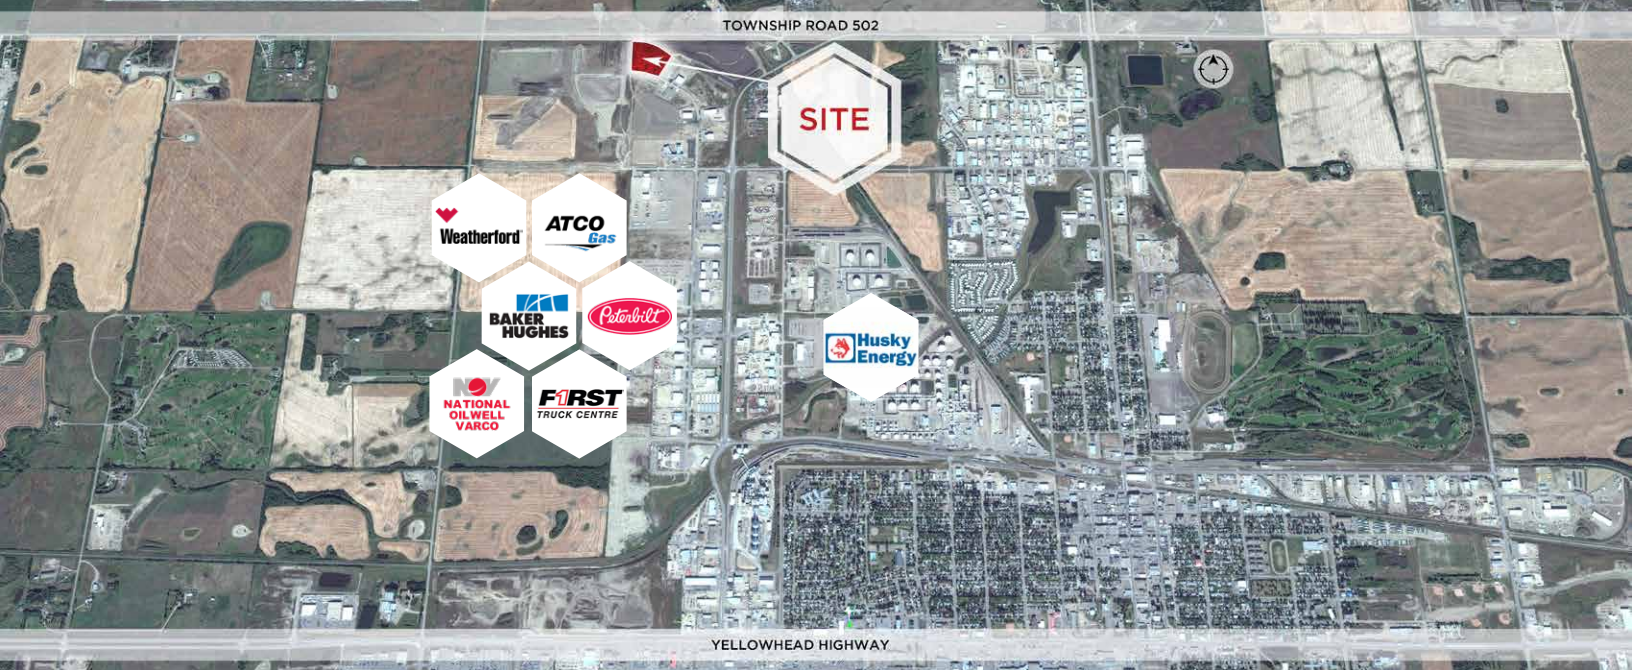 TOWNSHIP ROAD 502
SITE
Weatherford
ATCO
Gas
BAKER
HUGHES
Peterbilt
Husky
Energy
NOV
NATIONAL
OILWELL
VARCO
F1RST
TRUCK CENTRE
YELLOWHEAD HIGHWAY